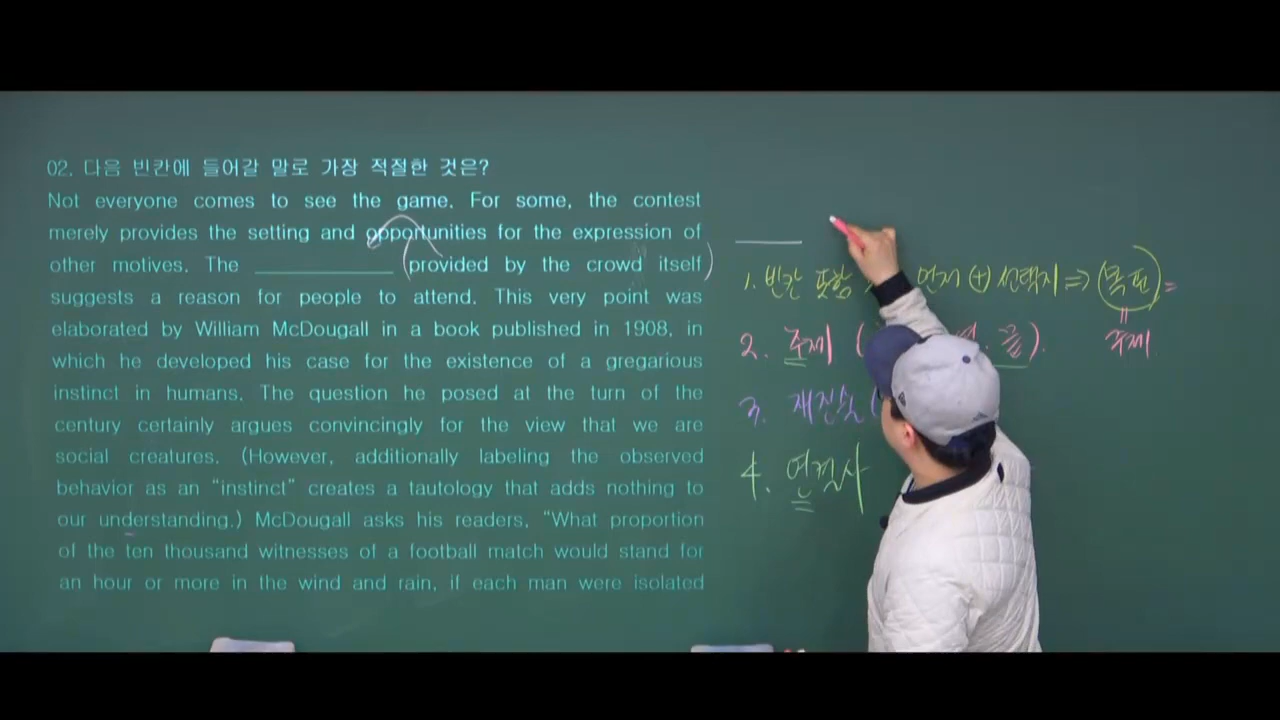 02. 다음 빈칸에 들어갈 말로 가장 적절한 것은?
Not everyone comes to see the game. For some, the contest
merely provides the setting and opportunities for the expression of
other motives. The ____________ (provided by the crowd itself)
suggests a reason for people to attend. This very point was
elaborated by William McDougall in a book published in 1908, in
which he developed his case for the existence of a gregarious
instinct in humans. The question he posed at the turn of the
century certainly argues convincingly for the view that we are
social creatures. (However, additionally labeling the observed
behavior as an “instinct” creates a tautology that adds nothing to
our understanding.) McDougall asks his readers, “What proportion
of the ten thousand witnesses of a football match would stand for
an hour or more in the wind and rain, if each man were isolated
1. 빈칸 포함 먼저 + 선택지 ⇒ (목표) =
주제
2. 주제 ( 끝).
3. 재진술 (
4. 연결사